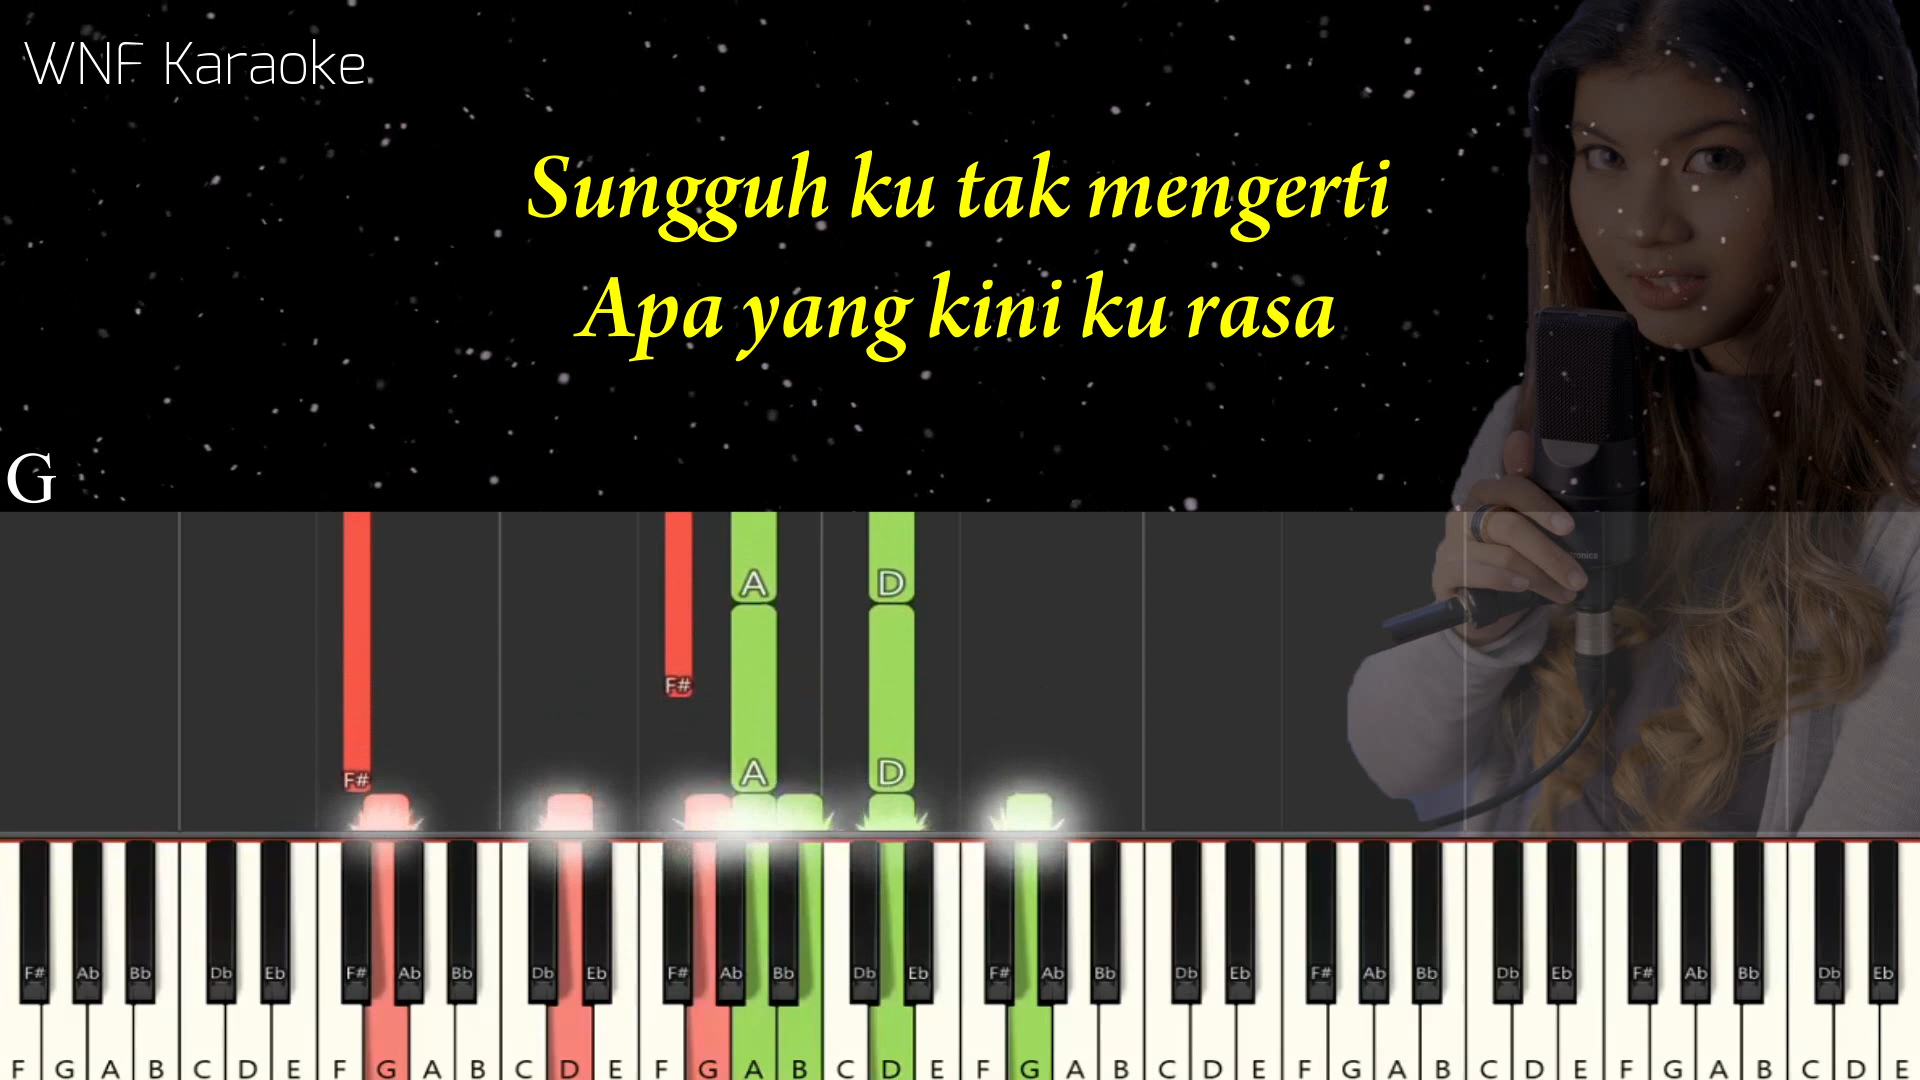 WNF Karaoke
Sungguh ku tak mengerti
Apa yang kini ku rasa
G
A D
F#
A D
F#
F# Ab Bb Db Eb F# Ab Bb Db Eb F# Ab Bb Db Eb F# Ab Bb Db Eb F# Ab Bb Db Eb F# Ab Bb Db Eb
F G A B C D E F G A B C D E F G A B C D E F G A B C D E F G A B C D E F G A B C D E